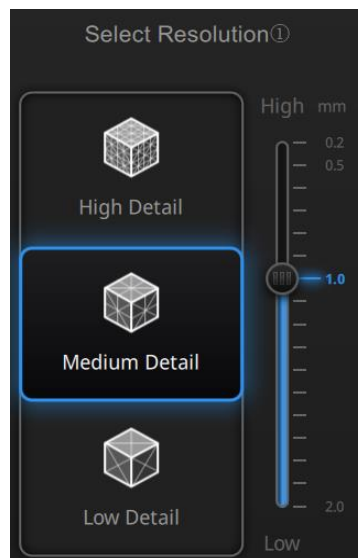 Select Resolution①
High mm
0.2
0.5
High Detail
1.0
Medium Detail
2.0
Low Detail
Low